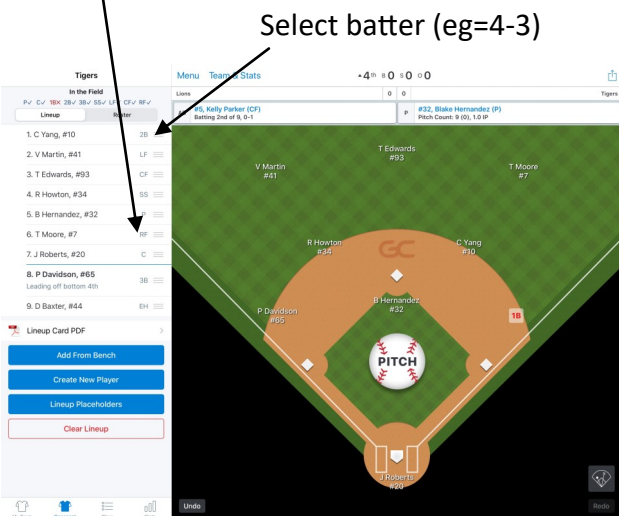 Select batter (eg=4-3)
Tigers
In the Field
P✓ C✓ 1B✕ 2B✓ 3B✓ SS✓ LF✓ CF✓ RF✓
Lineup
Roster
1. C Yang, #10 2B
2. V Martin, #41 LF
3. T Edwards, #93 CF
4. R Howton, #34 SS
5. B Hernandez, #32 P
6. T Moore, #7 RF
7. J Roberts, #20 C
8. P Davidson, #65 3B
Leading off bottom 4th
9. D Baxter, #44 EH
Lineup Card PDF
Add From Bench
Create New Player
Lineup Placeholders
Clear Lineup
Menu Team & Stats
4th B 0 S 0 O 0
Lions 0 0 Tigers
#5, Kelly Parker (CF)
Batting 2nd of 9, 0-1
P
#32, Blake Hernandez (P)
Pitch Count: 9 (0), 1.0 IP
T Edwards
#93
V Martin
#41
T Moore
#7
R Howton
#34
GC
C Yang
#10
B Hernandez
#32
P Davidson
#65
1B
PITCH
J Roberts
#20
Undo
Redo